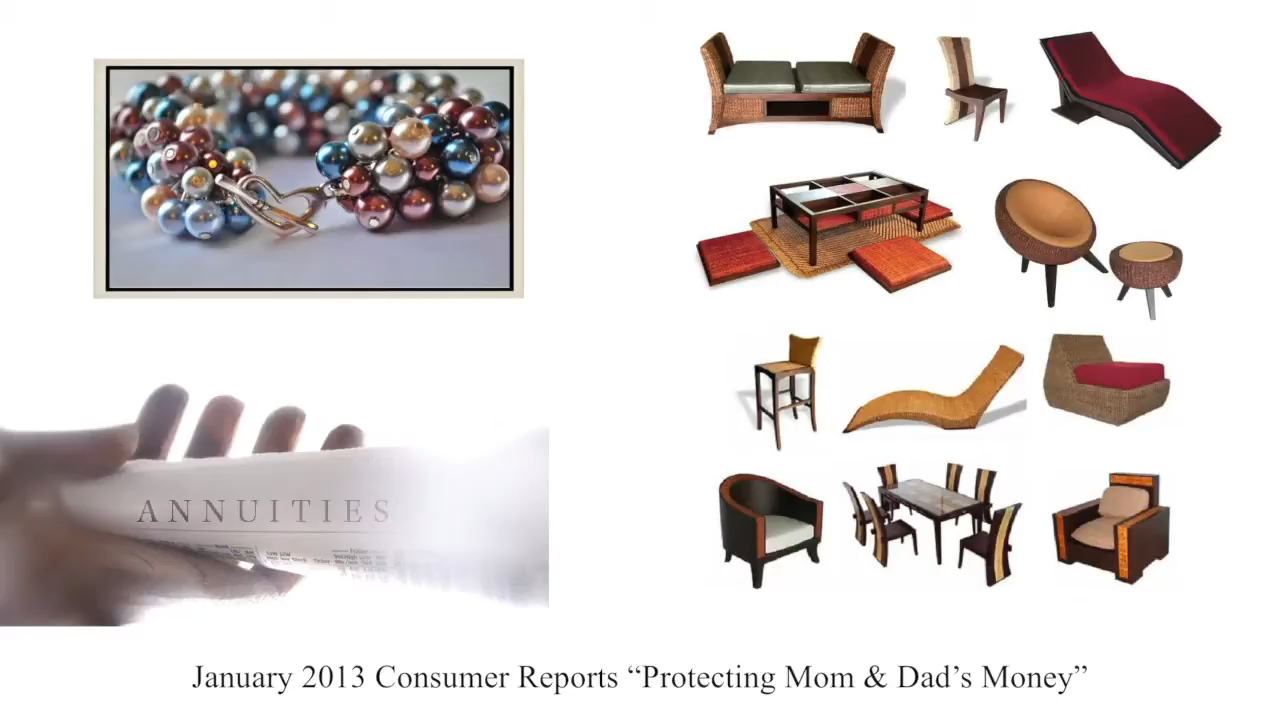 ANNUITIES
January 2013 Consumer Reports “Protecting Mom & Dad’s Money”